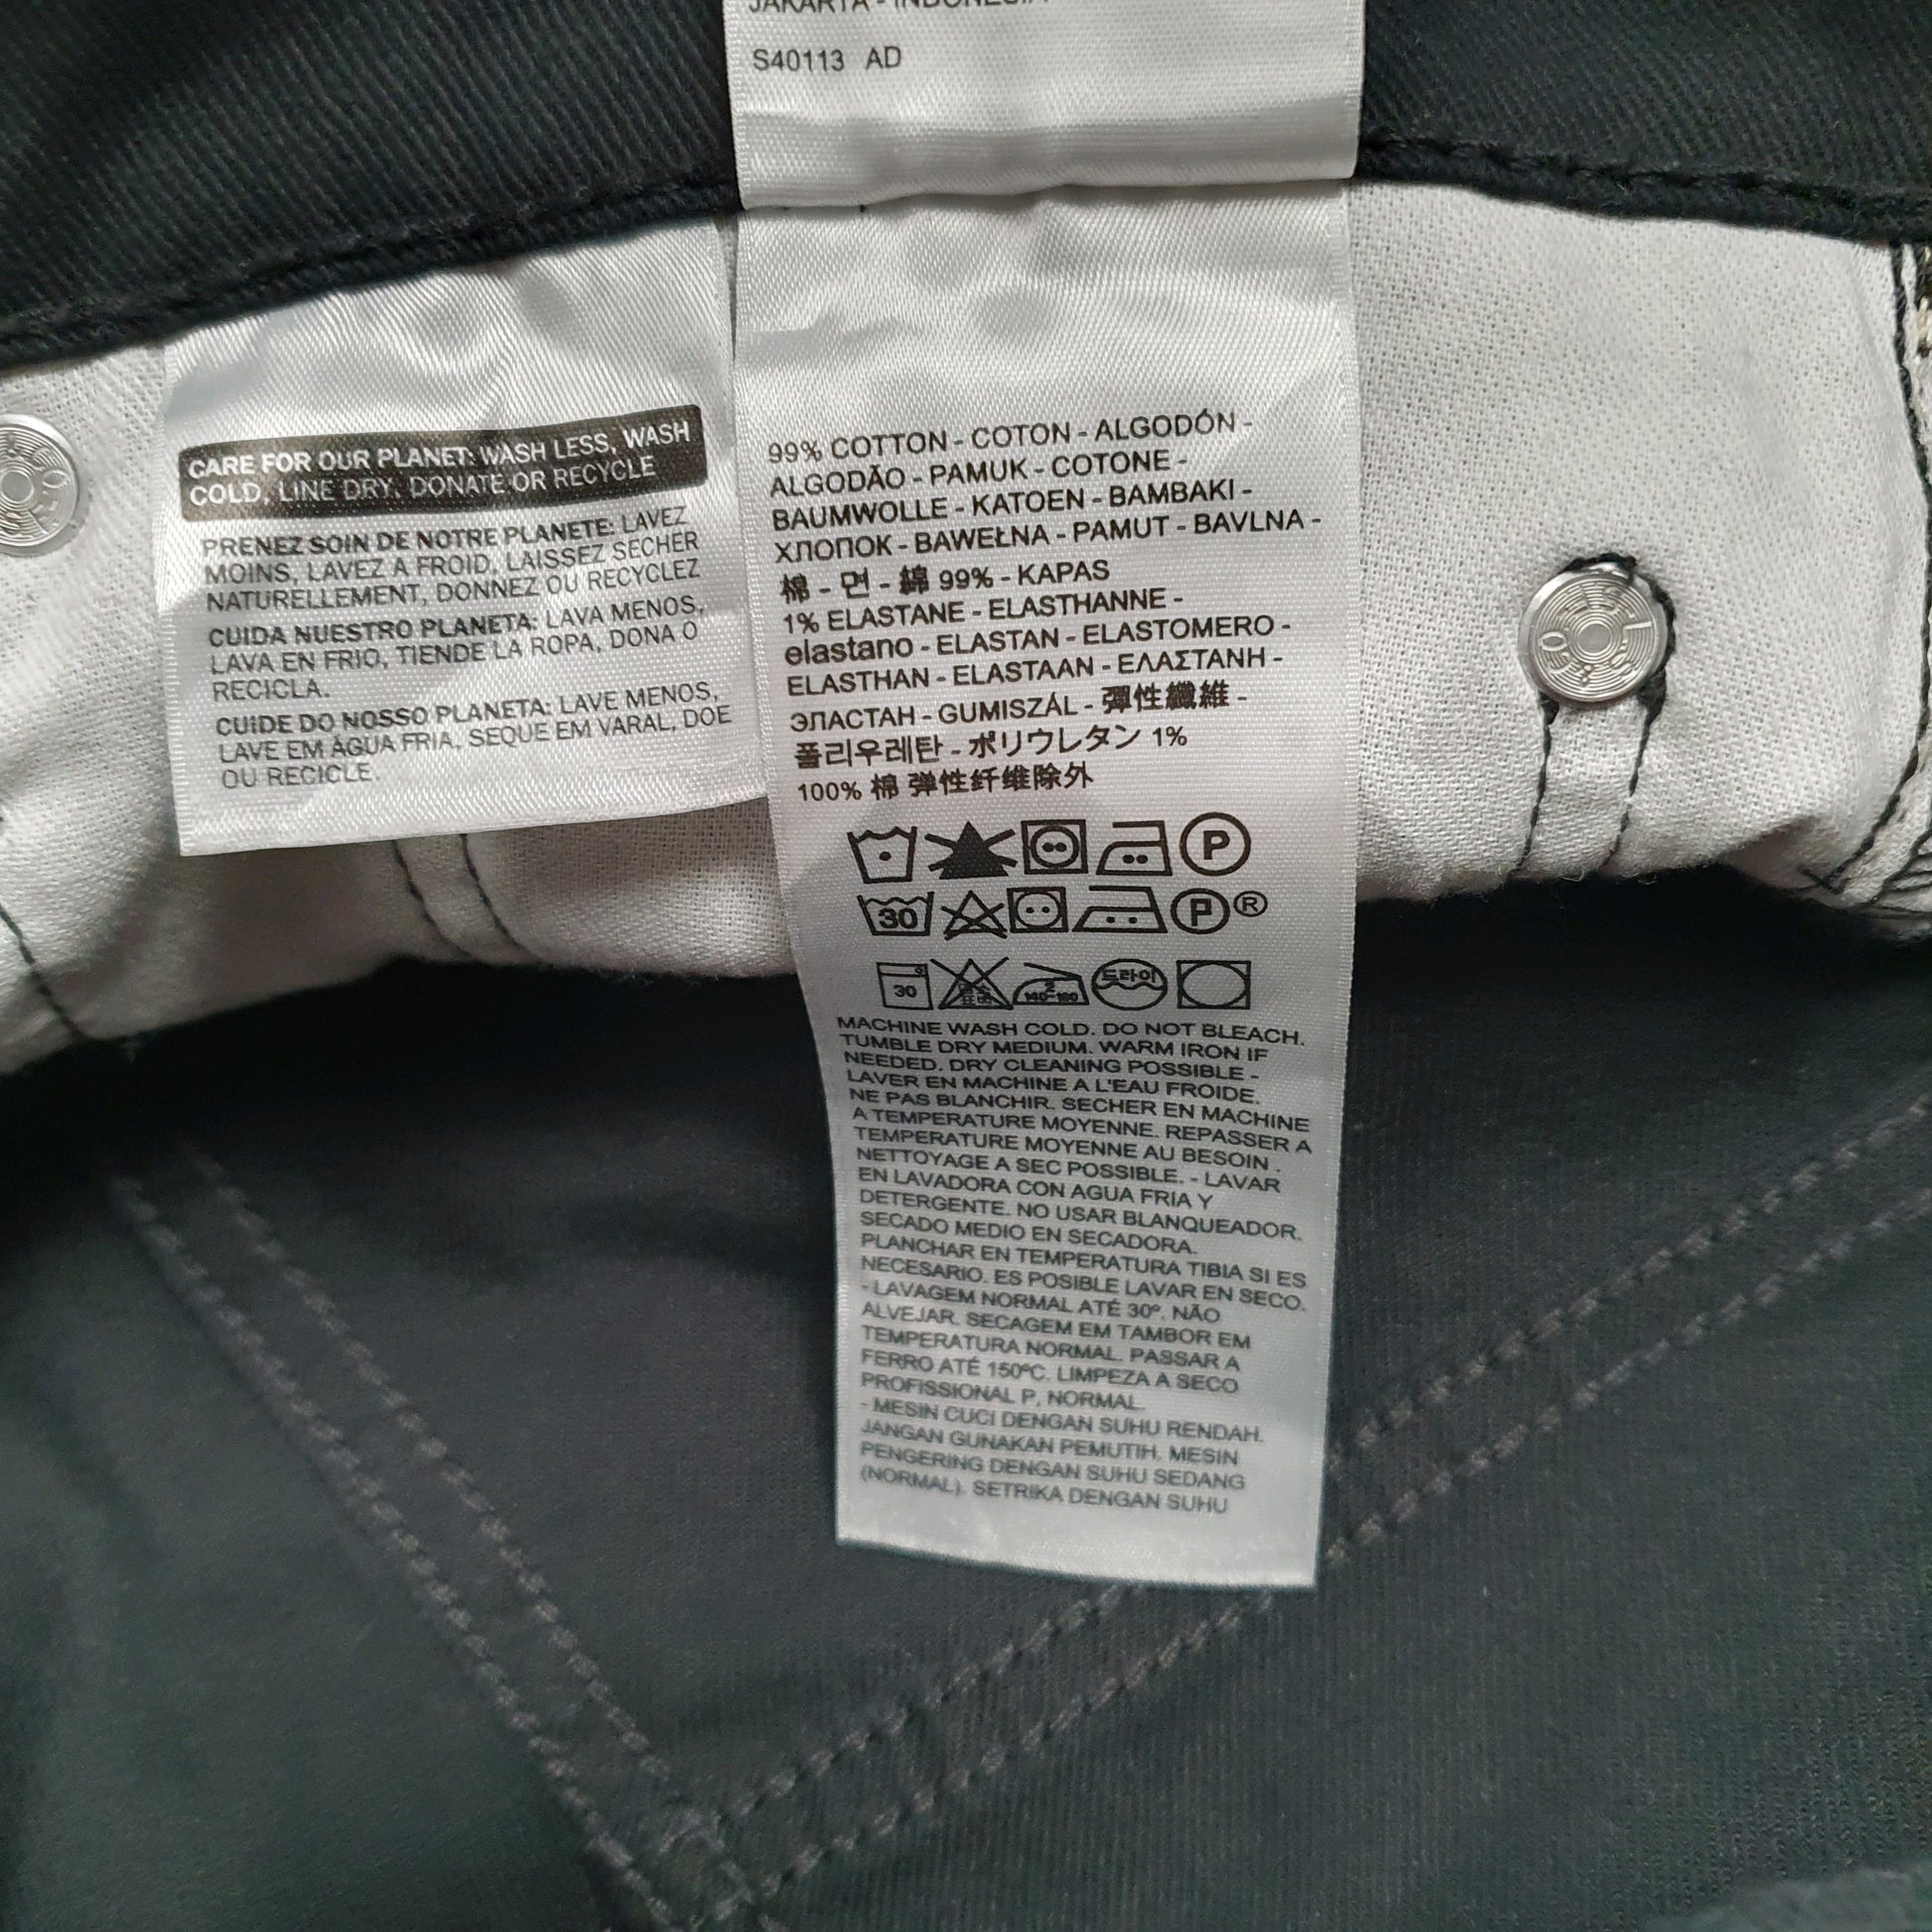 JAKARTA - INDONESIA
S40113 AD
CARE FOR OUR PLANET: WASH LESS, WASH
COLD, LINE DRY. DONATE OR RECYCLE
PRENEZ SOIN DE NOTRE PLANETE: LAVEZ
MOINS, LAVEZ A FROID, LAISSEZ SECHER
NATURELLEMENT, DONNEZ OU RECYCLEZ
CUIDA NUESTRO PLANETA: LAVA MENOS,
LAVA EN FRIO, TIENDE LA ROPA, DONA O
RECICLA.
CUIDE DO NOSSO PLANETA: LAVE MENOS,
LAVE EM ÁGUA FRIA, SEQUE EM VARAL, DOE
OU RECICLE.
99% COTTON - COTON - ALGODÓN -
ALGODÃO - PAMUK - COTONE -
BAUMWOLLE - KATOEN - BAMBAKI -
ХЛОПОК - BAWEŁNA - PAMUT - BAVLNA -
棉 - 면 - 綿 99% - KAPAS
1% ELASTANE - ELASTHANNE -
elastano - ELASTAN - ELASTOMERO -
ELASTHAN - ELASTAAN - ΕΛΑΣΤΑΝΗ -
ЭЛАСТАН - GUMISZÁL - 彈性纖維 -
폴리우레탄 - ポリウレタン 1%
100% 棉 弹性纤维除外
P
30 P ®
30 2 140-160 드라이
MACHINE WASH COLD. DO NOT BLEACH.
TUMBLE DRY MEDIUM. WARM IRON IF
NEEDED. DRY CLEANING POSSIBLE -
LAVER EN MACHINE A L'EAU FROIDE.
NE PAS BLANCHIR. SECHER EN MACHINE
A TEMPERATURE MOYENNE. REPASSER A
TEMPERATURE MOYENNE AU BESOIN .
NETTOYAGE A SEC POSSIBLE. - LAVAR
EN LAVADORA CON AGUA FRIA Y
DETERGENTE. NO USAR BLANQUEADOR.
SECADO MEDIO EN SECADORA.
PLANCHAR EN TEMPERATURA TIBIA SI ES
NECESARIO. ES POSIBLE LAVAR EN SECO.
- LAVAGEM NORMAL ATÉ 30º. NÃO
ALVEJAR. SECAGEM EM TAMBOR EM
TEMPERATURA NORMAL. PASSAR A
FERRO ATÉ 150ºC. LIMPEZA A SECO
PROFISSIONAL P, NORMAL.
- MESIN CUCI DENGAN SUHU RENDAH.
JANGAN GUNAKAN PEMUTIH. MESIN
PENGERING DENGAN SUHU SEDANG
(NORMAL). SETRIKA DENGAN SUHU